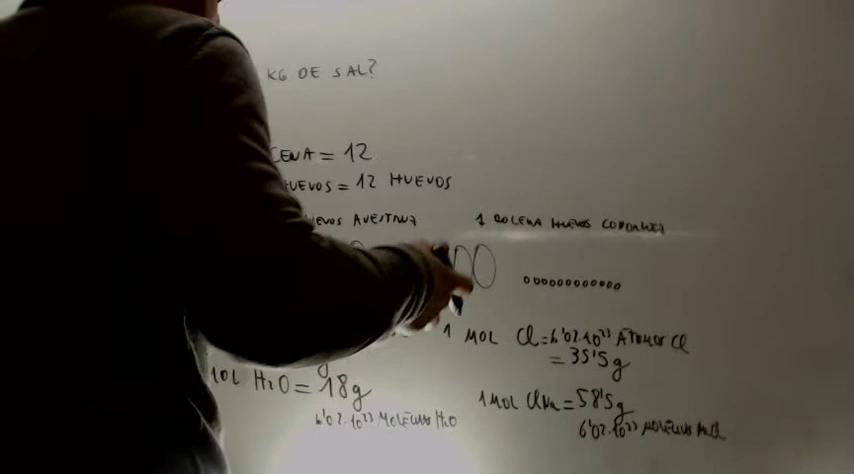 KG DE SAL?
CENA = 12
HUEVOS = 12 HUEVOS
HUEVOS AVESTRUZ
1 DOCENA HUEVOS CODORNIZ
1 MOL Cl = 6'02·10²³ ÁTOMOS Cl
= 35'5g
MOL H₂O = 18g
6'02·10²³ MOLÉCULAS H₂O
1 MOL ClNa = 58'5g
6'02·10²³ MOLÉCULAS